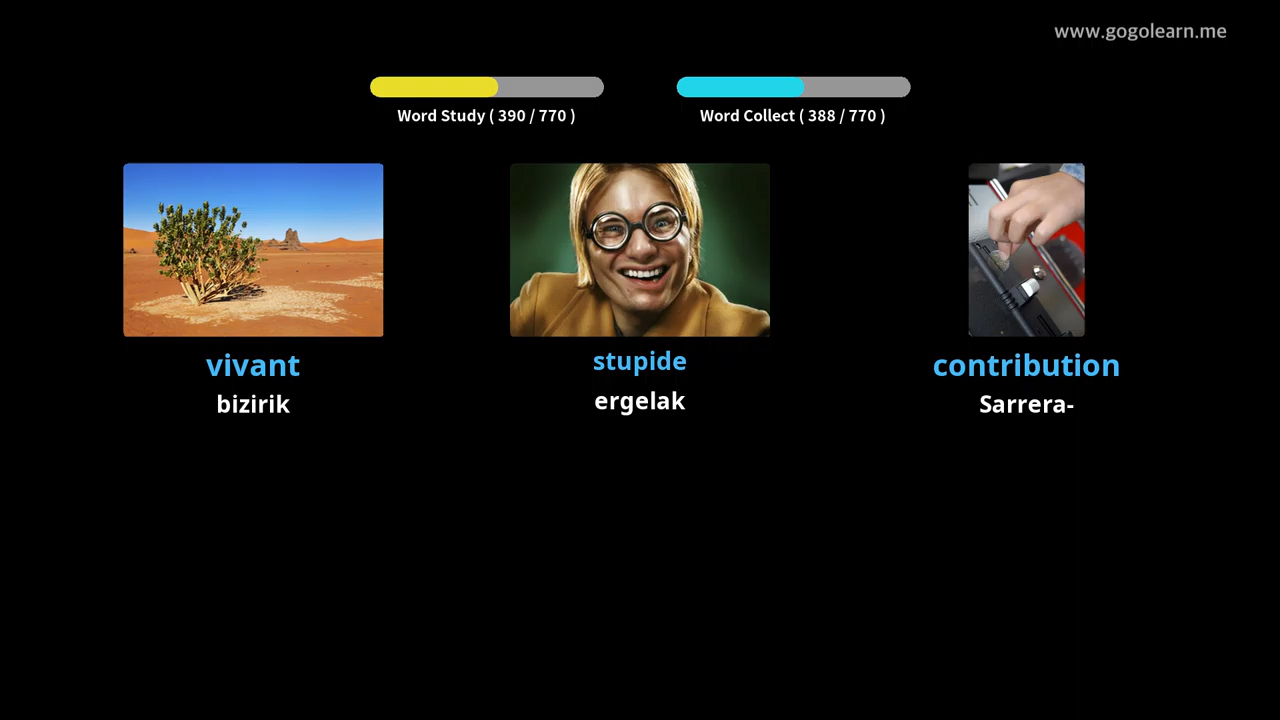 www.gogolearn.me
Word Study ( 390 / 770 )
Word Collect ( 388 / 770 )
vivant
bizirik
stupide
ergelak
contribution
Sarrera-